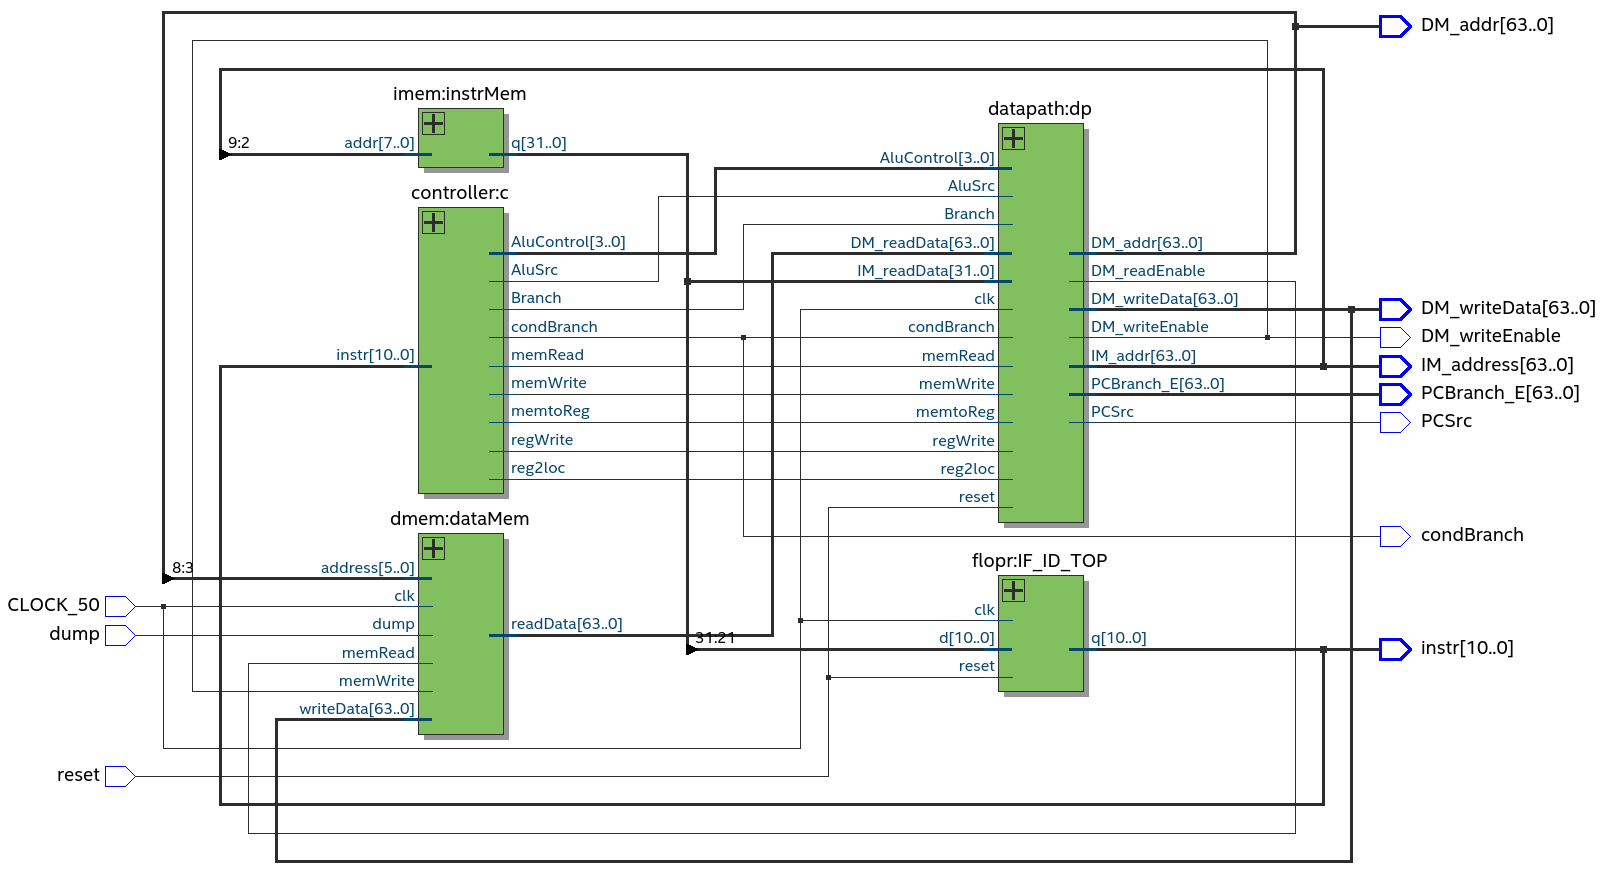 DM_addr[63..0]
imem:instrMem
9:2
addr[7..0]
q[31..0]
controller:c
AluControl[3..0]
AluSrc
Branch
condBranch
instr[10..0]
memRead
memWrite
memtoReg
regWrite
reg2loc
dmem:dataMem
8:3
address[5..0]
clk
dump
readData[63..0]
memRead
memWrite
writeData[63..0]
CLOCK_50
dump
reset
datapath:dp
AluControl[3..0]
AluSrc
Branch
DM_readData[63..0]
IM_readData[31..0]
clk
condBranch
memRead
memWrite
memtoReg
regWrite
reg2loc
reset
DM_addr[63..0]
DM_readEnable
DM_writeData[63..0]
DM_writeEnable
IM_addr[63..0]
PCBranch_E[63..0]
PCSrc
flopr:IF_ID_TOP
clk
31:21
d[10..0]
q[10..0]
reset
DM_writeData[63..0]
DM_writeEnable
IM_address[63..0]
PCBranch_E[63..0]
PCSrc
condBranch
instr[10..0]